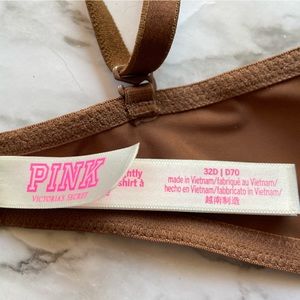 PINK
VICTORIA'S SECRET
shirt à
32D | D70
made in Vietnam/fabriqué au Vietnam/
hecho en Vietnam/fabbricato in Vietnam/
越南制造